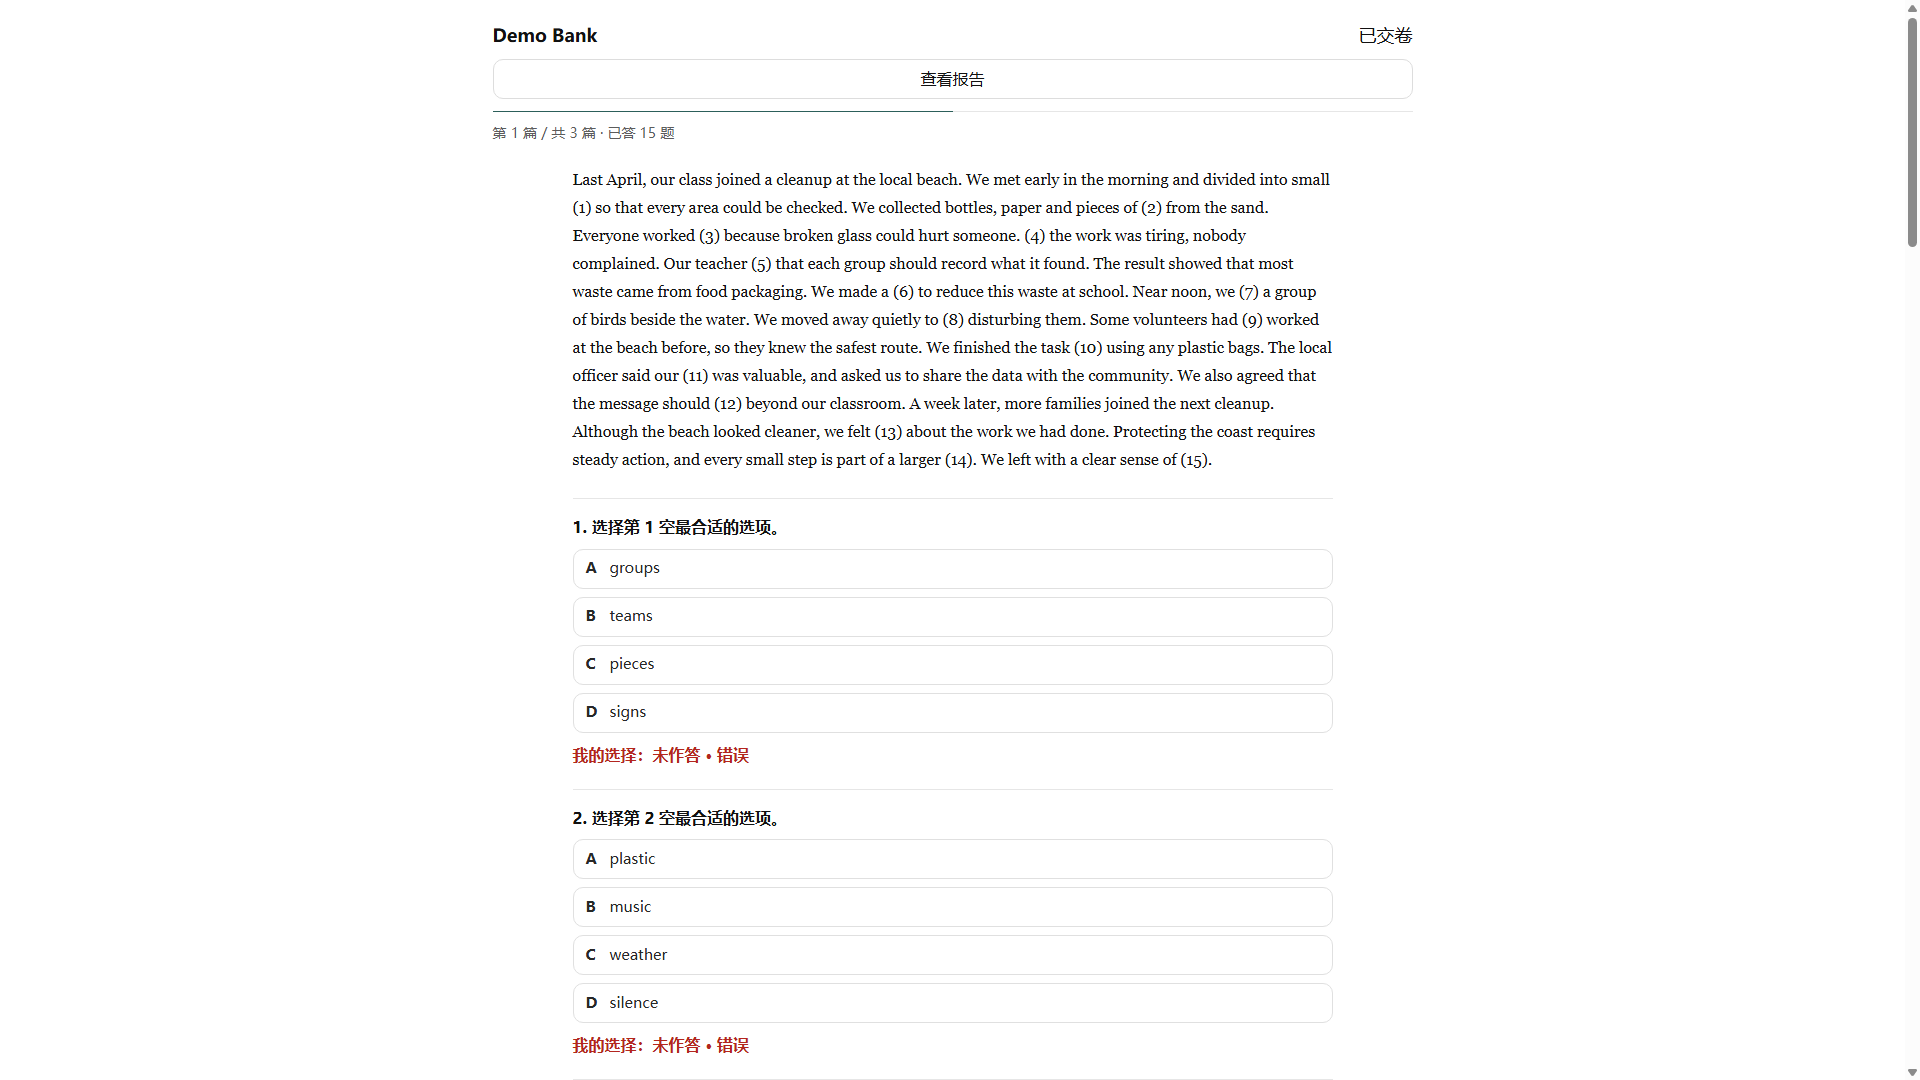 Demo Bank
已交卷
查看报告
第 1 篇 / 共 3 篇 · 已答 15 题
Last April, our class joined a cleanup at the local beach. We met early in the morning and divided into small
(1) so that every area could be checked. We collected bottles, paper and pieces of (2) from the sand.
Everyone worked (3) because broken glass could hurt someone. (4) the work was tiring, nobody
complained. Our teacher (5) that each group should record what it found. The result showed that most
waste came from food packaging. We made a (6) to reduce this waste at school. Near noon, we (7) a group
of birds beside the water. We moved away quietly to (8) disturbing them. Some volunteers had (9) worked
at the beach before, so they knew the safest route. We finished the task (10) using any plastic bags. The local
officer said our (11) was valuable, and asked us to share the data with the community. We also agreed that
the message should (12) beyond our classroom. A week later, more families joined the next cleanup.
Although the beach looked cleaner, we felt (13) about the work we had done. Protecting the coast requires
steady action, and every small step is part of a larger (14). We left with a clear sense of (15).
1. 选择第 1 空最合适的选项。
A groups
B teams
C pieces
D signs
我的选择：未作答 • 错误
2. 选择第 2 空最合适的选项。
A plastic
B music
C weather
D silence
我的选择：未作答 • 错误